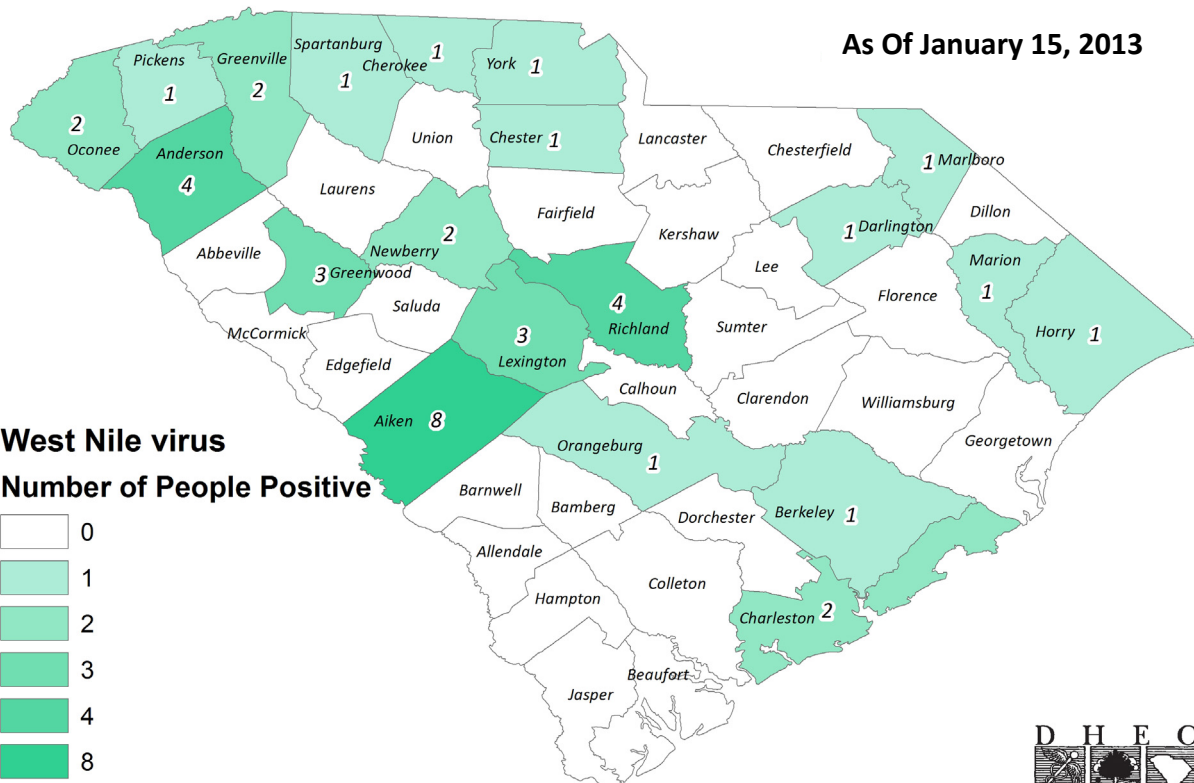 As Of January 15, 2013
Pickens
1
Greenville
2
Spartanburg
1
Cherokee
1
York
1
2
Oconee
Anderson
4
Union
Chester 1
Lancaster
Chesterfield
1 Marlboro
Laurens
Fairfield
Kershaw
1 Darlington
Dillon
Abbeville
3 Greenwood
Newberry
2
Saluda
Lee
Florence
Marion
1
Horry 1
4
Richland
Sumter
McCormick
Edgefield
3
Lexington
Calhoun
Clarendon
Williamsburg
Aiken 8
Orangeburg
1
Georgetown
Barnwell
Bamberg
Dorchester
Berkeley 1
Allendale
Hampton
Colleton
Charleston 2
Jasper
Beaufort
West Nile virus
Number of People Positive
0
1
2
3
4
8
D H E C